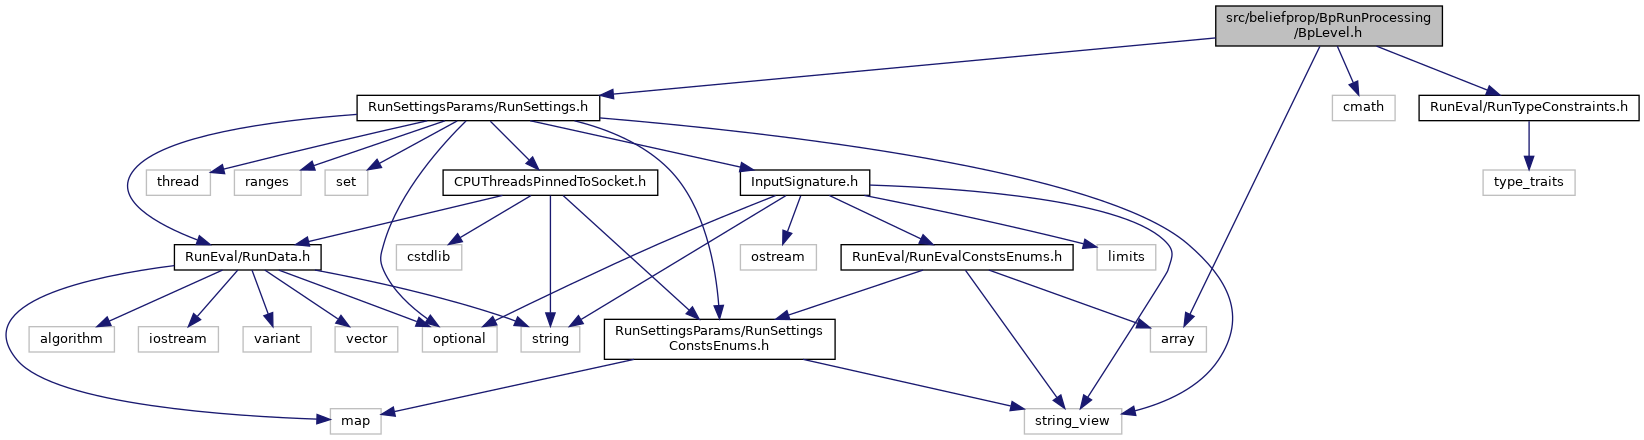 src/beliefprop/BpRunProcessing
/BpLevel.h
RunSettingsParams/RunSettings.h
cmath
RunEval/RunTypeConstraints.h
thread
ranges
set
CPUThreadsPinnedToSocket.h
InputSignature.h
type_traits
RunEval/RunData.h
cstdlib
ostream
RunEval/RunEvalConstsEnums.h
limits
algorithm
iostream
variant
vector
optional
string
RunSettingsParams/RunSettings
ConstsEnums.h
array
map
string_view